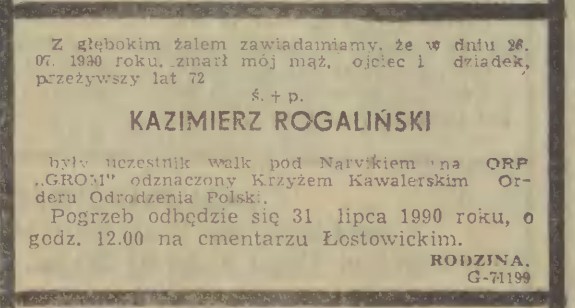 Z głębokim żalem zawiadamiamy, że w dniu 26.
07. 1990 roku, zmarł mój mąż, ojciec i dziadek,
przeżywszy lat 72
ś. † p.
KAZIMIERZ ROGALIŃSKI
były uczestnik walk pod Narvikiem na ORP
„GROM" odznaczony Krzyżem Kawalerskim Or-
deru Odrodzenia Polski.
Pogrzeb odbędzie się 31 lipca 1990 roku, o
godz. 12.00 na cmentarzu Łostowickim.
RODZINA.
G-71199